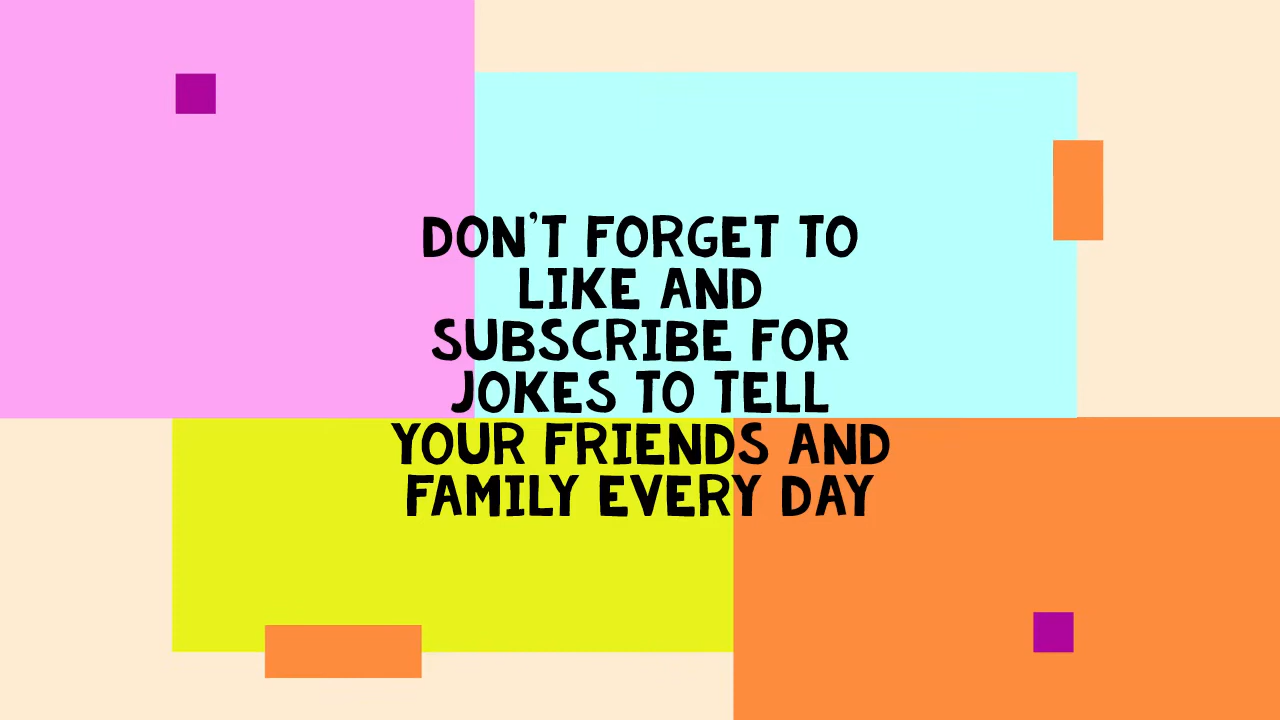 DON'T FORGET TO
LIKE AND
SUBSCRIBE FOR
JOKES TO TELL
YOUR FRIENDS AND
FAMILY EVERY DAY